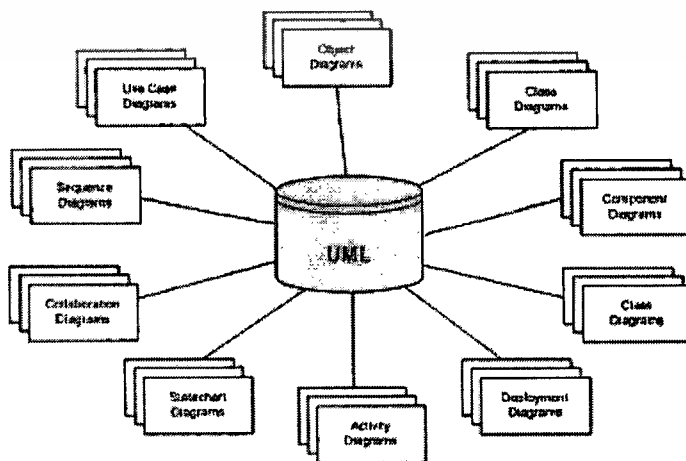 Object
Diagrams
Use Case
Diagrams
Class
Diagrams
Sequence
Diagrams
Component
Diagrams
UML
Collaboration
Diagrams
Class
Diagrams
Statechart
Diagrams
Deployment
Diagrams
Activity
Diagrams